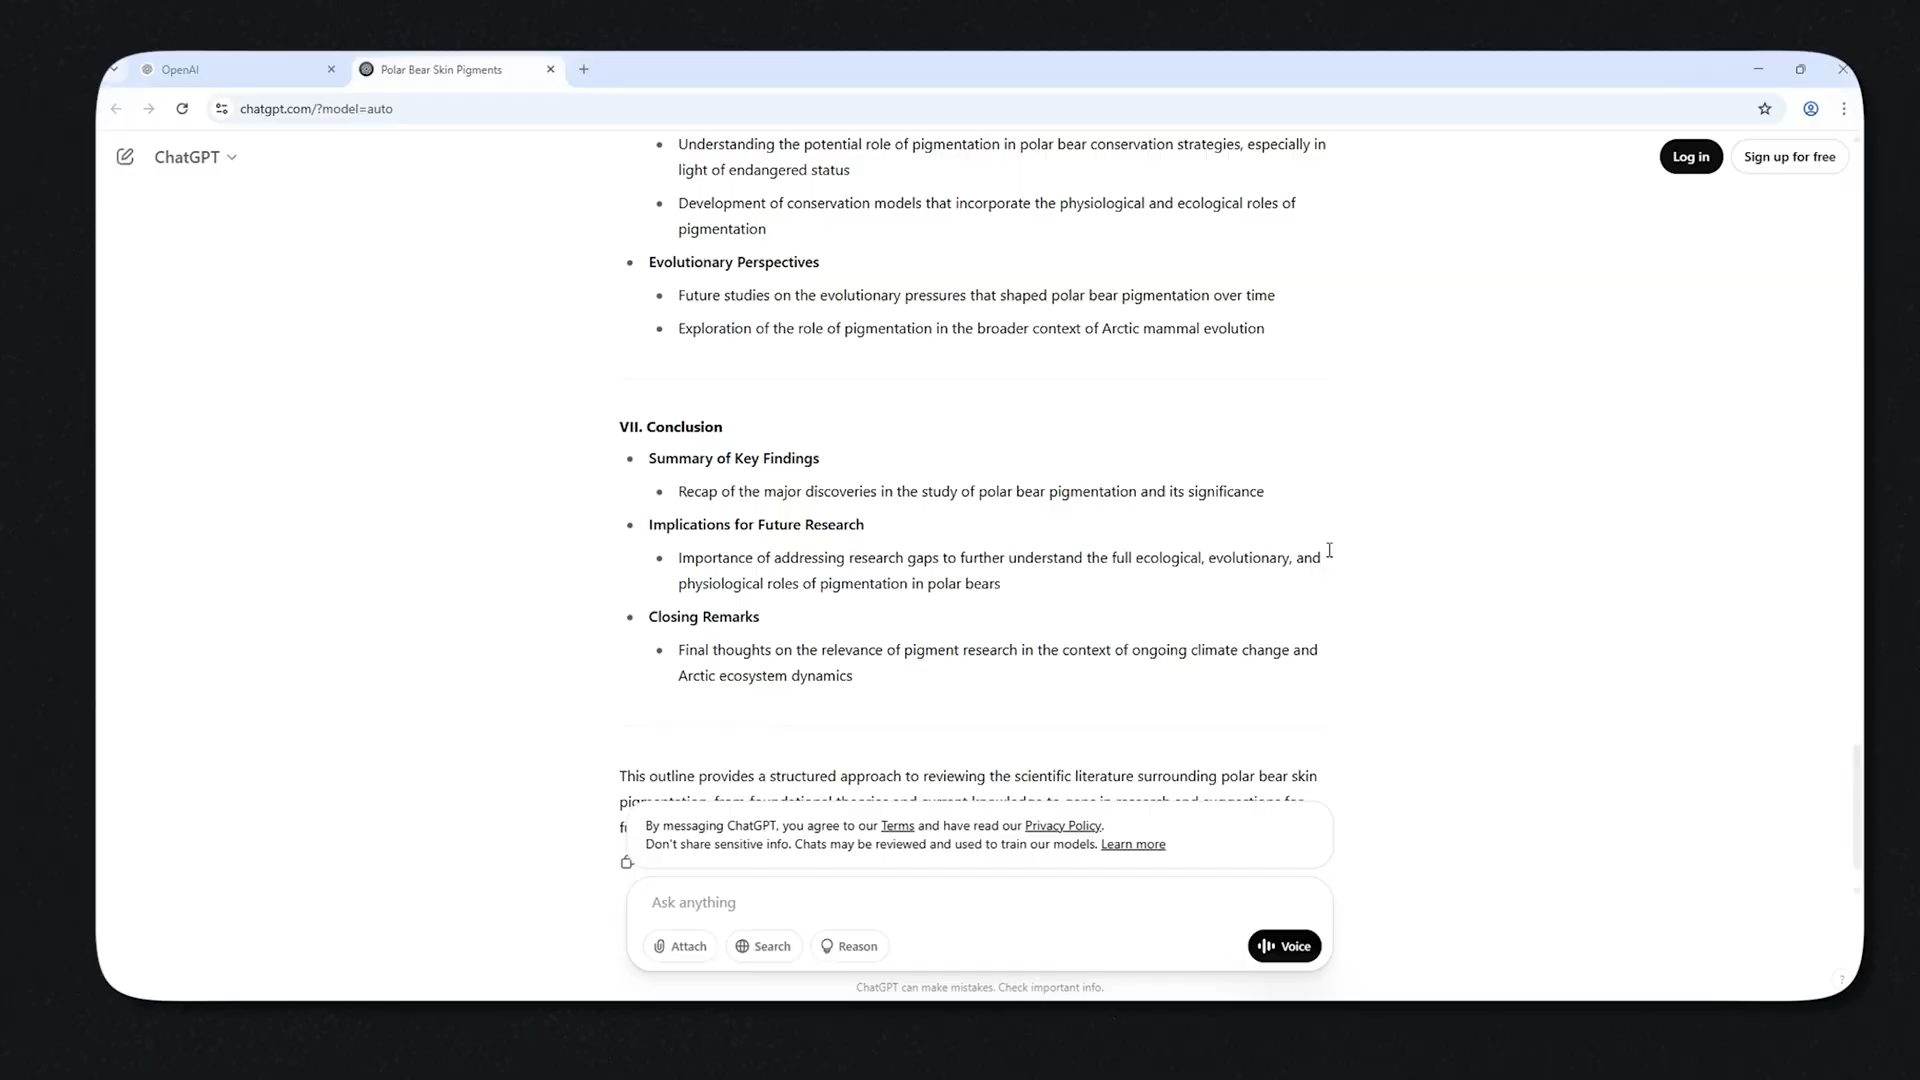 OpenAI
Polar Bear Skin Pigments
chatgpt.com/?model=auto
ChatGPT
Log in
Sign up for free
Understanding the potential role of pigmentation in polar bear conservation strategies, especially in
light of endangered status
Development of conservation models that incorporate the physiological and ecological roles of
pigmentation
Evolutionary Perspectives
Future studies on the evolutionary pressures that shaped polar bear pigmentation over time
Exploration of the role of pigmentation in the broader context of Arctic mammal evolution
VII. Conclusion
Summary of Key Findings
Recap of the major discoveries in the study of polar bear pigmentation and its significance
Implications for Future Research
Importance of addressing research gaps to further understand the full ecological, evolutionary, and
physiological roles of pigmentation in polar bears
Closing Remarks
Final thoughts on the relevance of pigment research in the context of ongoing climate change and
Arctic ecosystem dynamics
This outline provides a structured approach to reviewing the scientific literature surrounding polar bear skin
By messaging ChatGPT, you agree to our Terms and have read our Privacy Policy.
Don't share sensitive info. Chats may be reviewed and used to train our models. Learn more
Ask anything
Attach
Search
Reason
Voice
ChatGPT can make mistakes. Check important info.
?